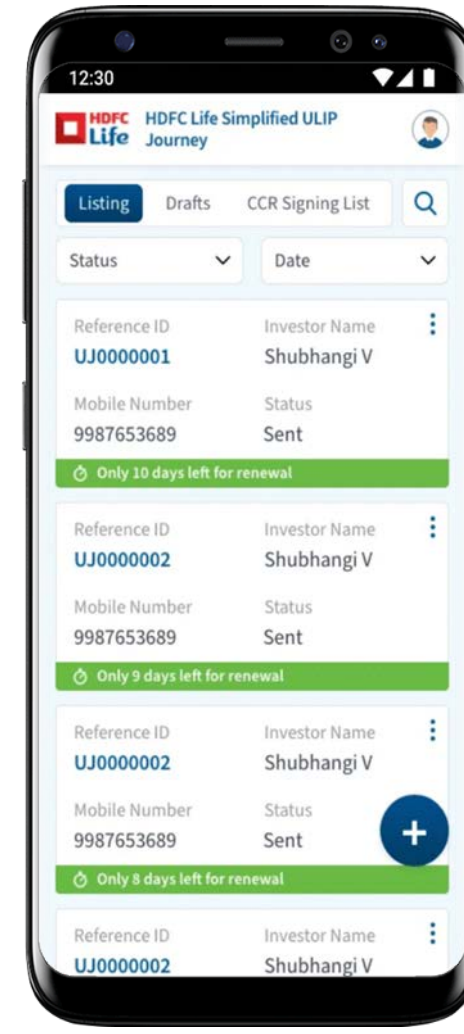 12:30
HDFC Life
HDFC Life Simplified ULIP Journey
Listing Drafts CCR Signing List
Status Date
Reference ID Investor Name
UJ0000001 Shubhangi V
Mobile Number Status
9987653689 Sent
Only 10 days left for renewal
Reference ID Investor Name
UJ0000002 Shubhangi V
Mobile Number Status
9987653689 Sent
Only 9 days left for renewal
Reference ID Investor Name
UJ0000002 Shubhangi V
Mobile Number Status
9987653689 Sent
+
Only 8 days left for renewal
Reference ID Investor Name
UJ0000002 Shubhangi V